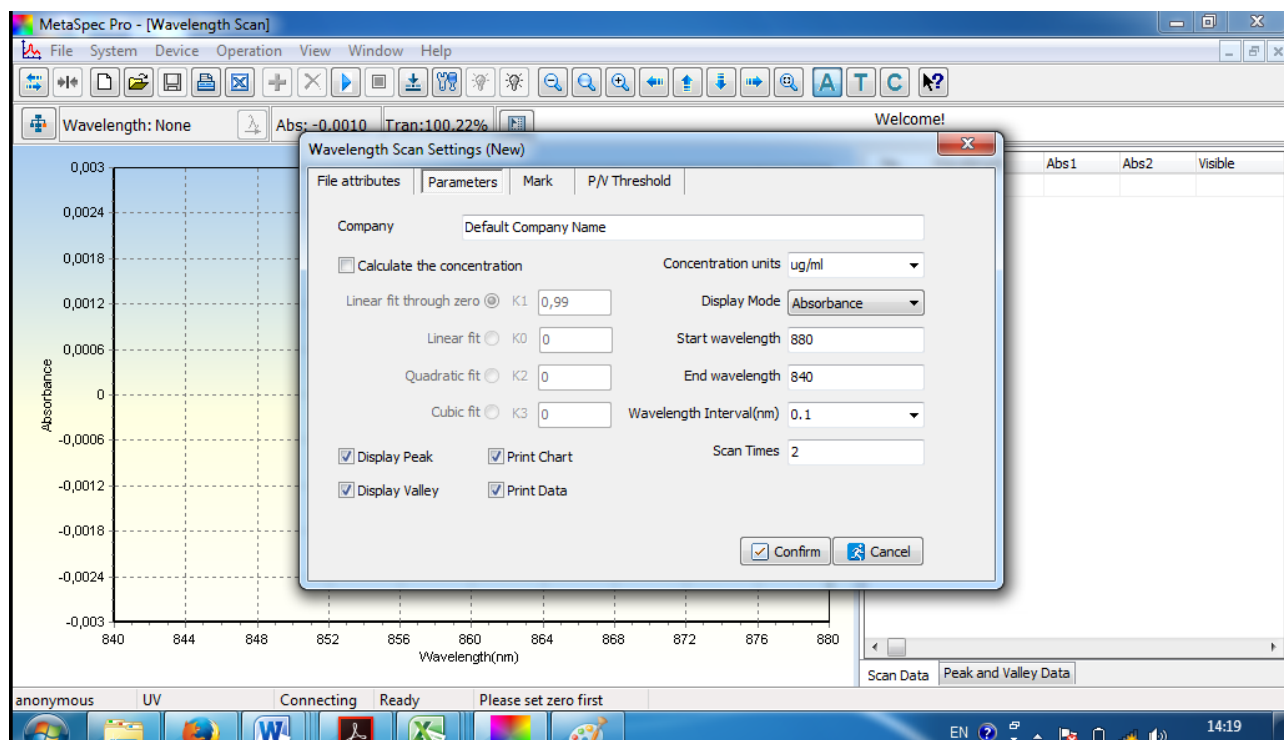 MetaSpec Pro - [Wavelength Scan]
File System Device Operation View Window Help
A T C
Wavelength: None Abs: -0.0010 Tran:100.22% Welcome!
Wavelength Scan Settings (New)
File attributes Parameters Mark P/V Threshold
Company Default Company Name
Calculate the concentration Concentration units ug/ml
Linear fit through zero K1 0,99 Display Mode Absorbance
Linear fit K0 0 Start wavelength 880
Quadratic fit K2 0 End wavelength 840
Cubic fit K3 0 Wavelength Interval(nm) 0.1
Display Peak Print Chart Scan Times 2
Display Valley Print Data
Confirm Cancel
Abs1 Abs2 Visible
0,003
0,0024
0,0018
0,0012
0,0006
0
-0,0006
-0,0012
-0,0018
-0,0024
-0,003
Absorbance
840 844 848 852 856 860 864 868 872 876 880
Wavelength(nm)
Scan Data Peak and Valley Data
anonymous UV Connecting Ready Please set zero first
EN 14:19